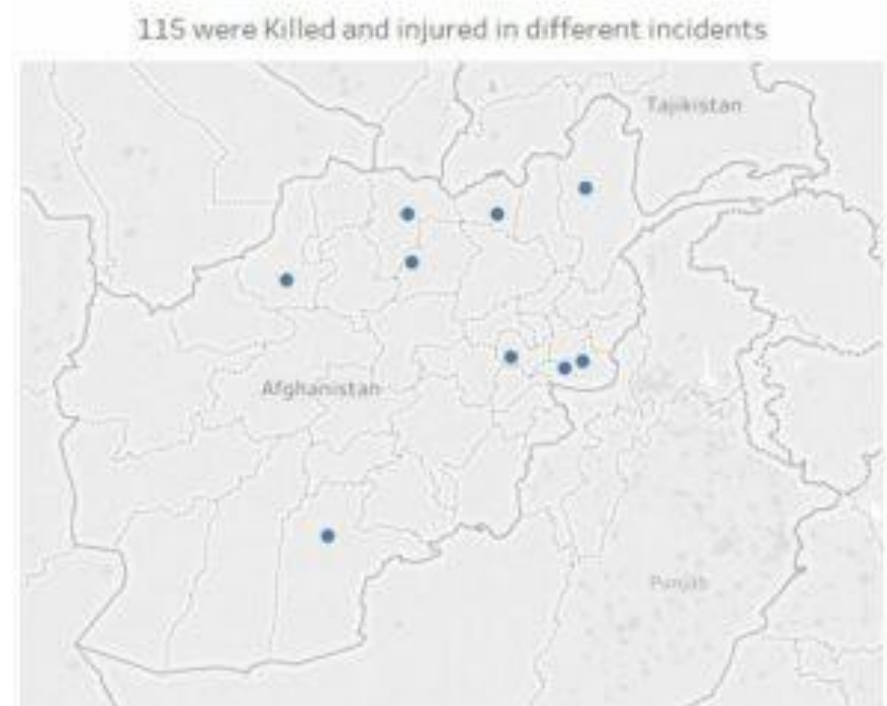 115 were Killed and injured in different incidents
Tajikistan
Afghanistan
Punjab